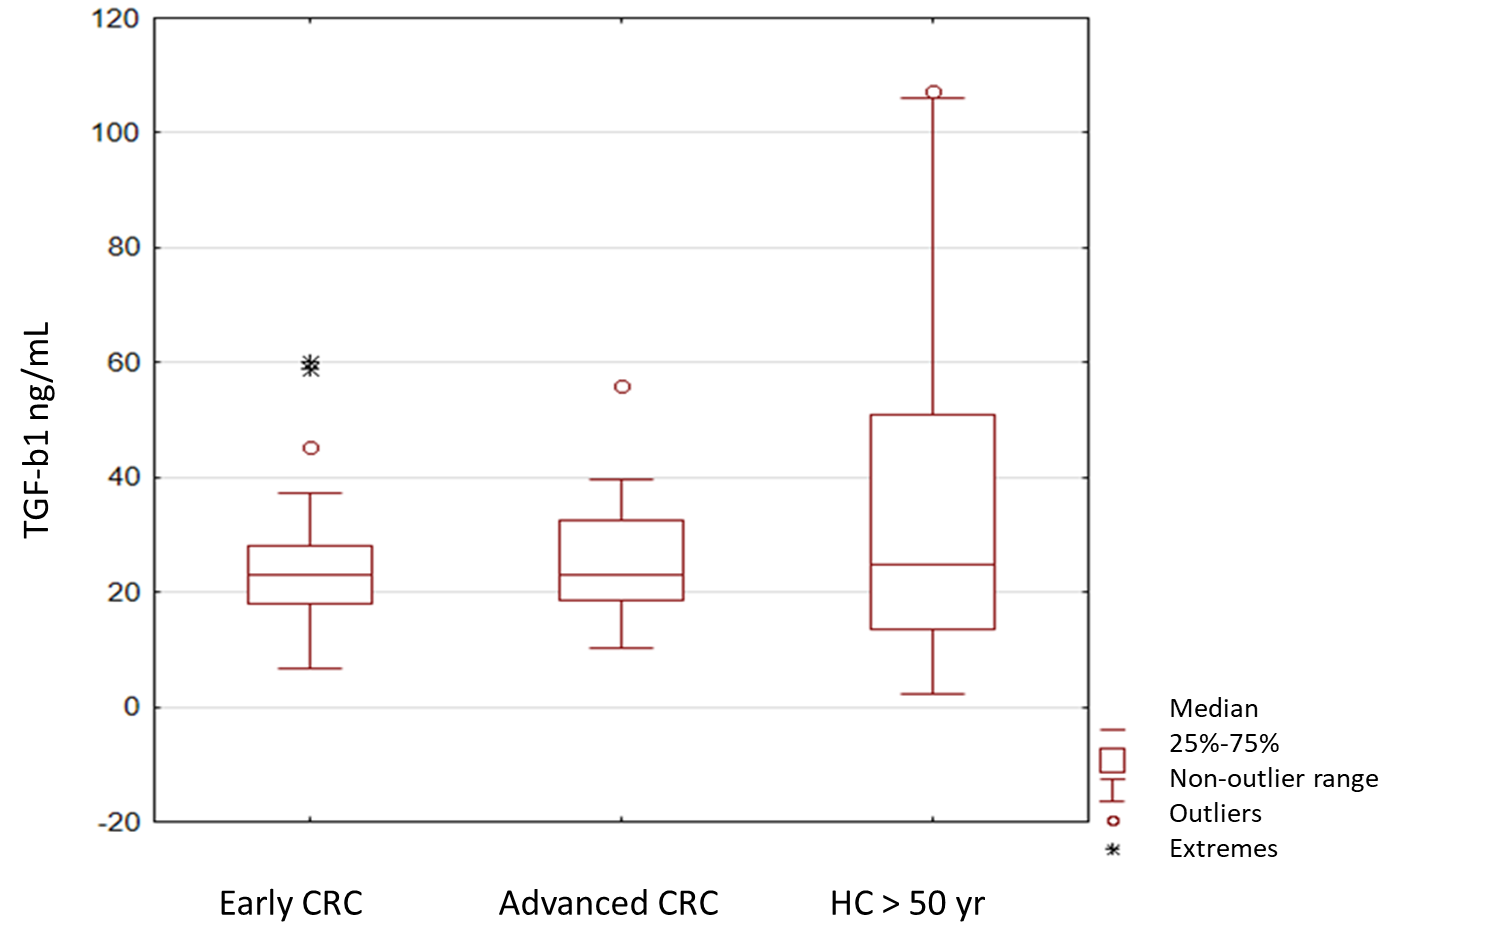 120
100
80
60
40
20
0
-20
TGF-b1 ng/mL
Early CRC
Advanced CRC
HC > 50 yr
Median
25%-75%
Non-outlier range
Outliers
Extremes